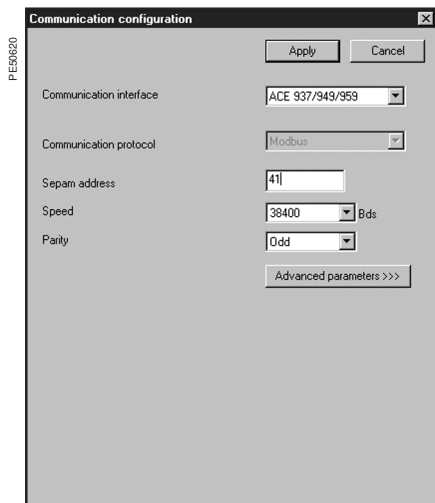 Communication configuration
PE50620
Apply Cancel
Communication interface ACE 937/949/959
Communication protocol Modbus
Sepam address 41
Speed 38400 Bds
Parity Odd
Advanced parameters >>>